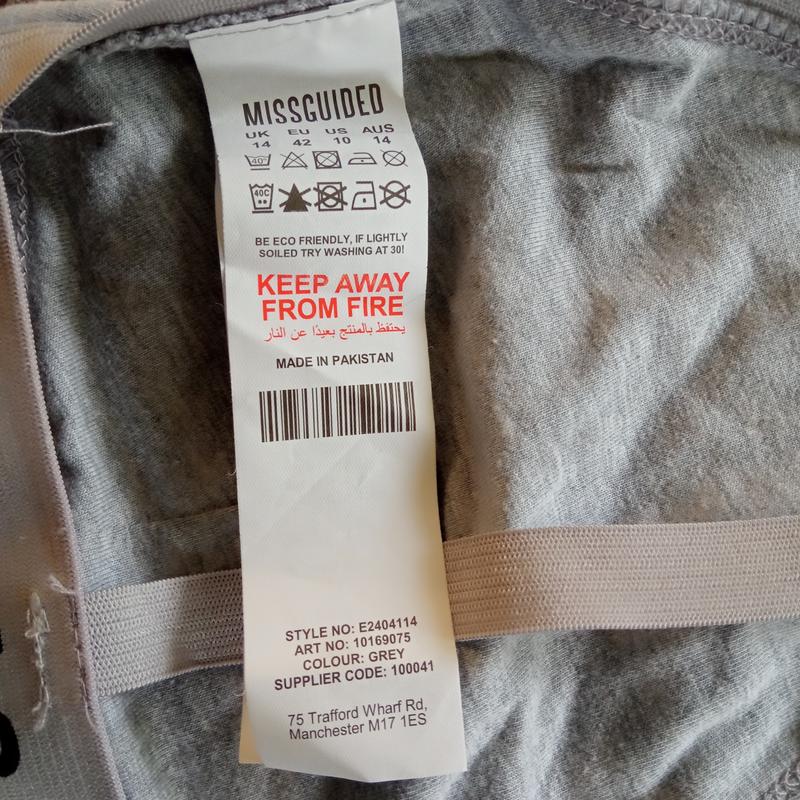 MISSGUIDED
UK EU US AUS
14 42 10 14
40°
40C
BE ECO FRIENDLY, IF LIGHTLY
SOILED TRY WASHING AT 30!
KEEP AWAY
FROM FIRE
يحتفظ بالمنتج بعيدًا عن النار
MADE IN PAKISTAN
STYLE NO: E2404114
ART NO: 10169075
COLOUR: GREY
SUPPLIER CODE: 100041
75 Trafford Wharf Rd,
Manchester M17 1ES